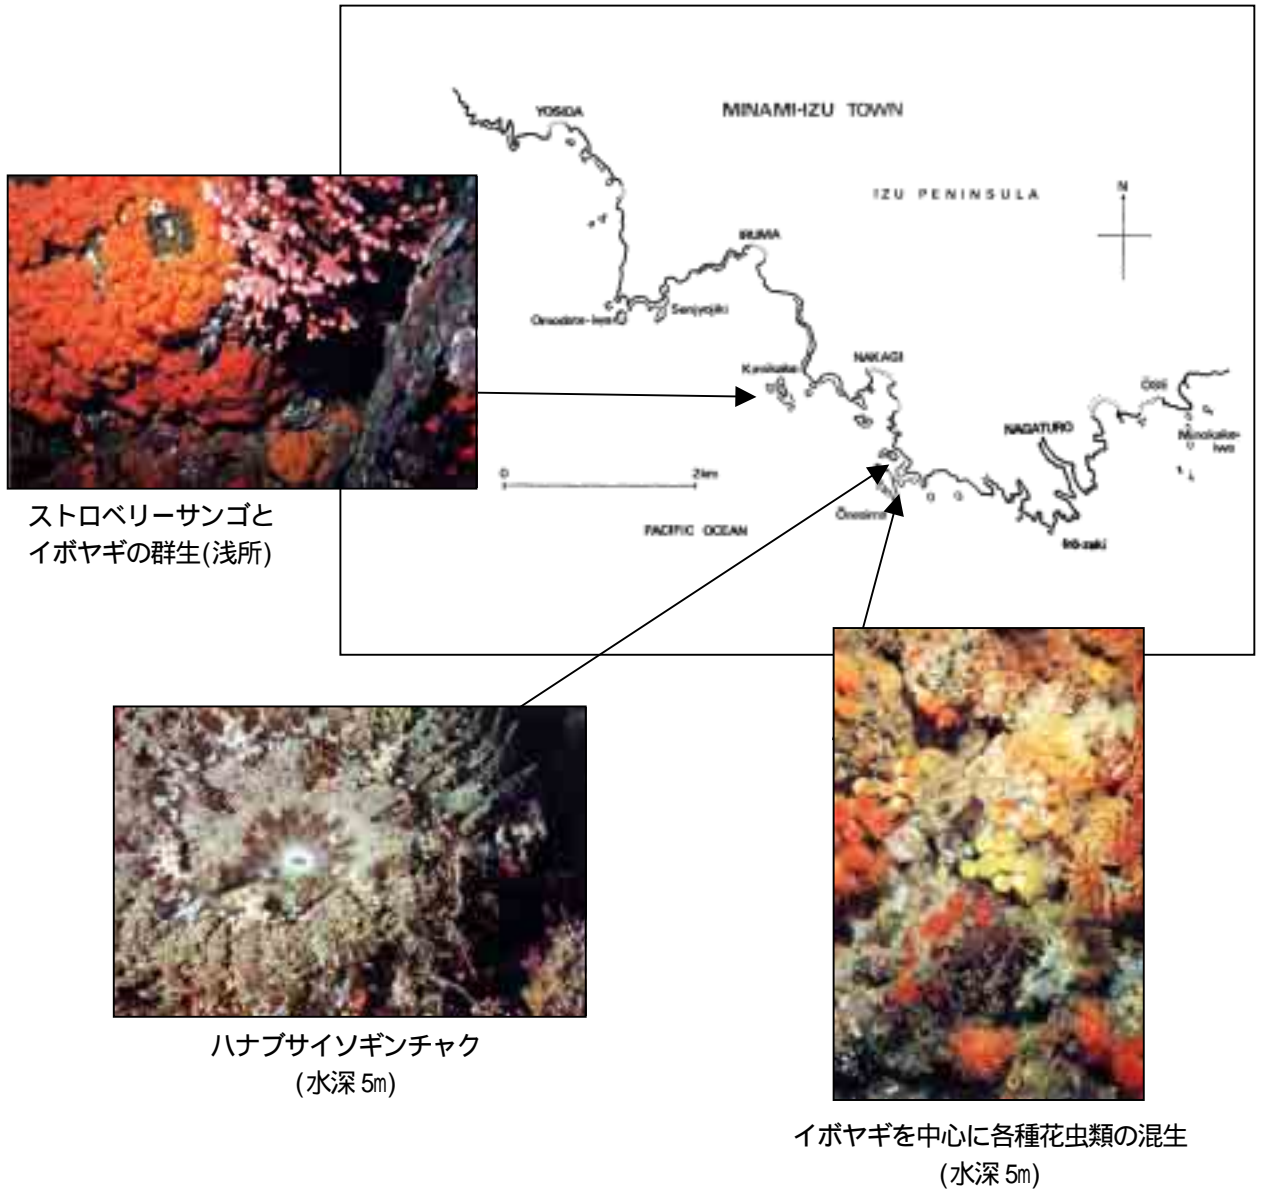 YOSIDA
MINAMI-IZU TOWN
IZU PENINSULA
N
IRUMA
Senjyojiki
NAKAGI
NAGATURO
0 2km
PACIFIC OCEAN
Irō-zaki
ストロベリーサンゴと
イボヤギの群生(浅所)
ハナブサイソギンチャク
(水深 5m)
イボヤギを中心に各種花虫類の混生
(水深 5m)